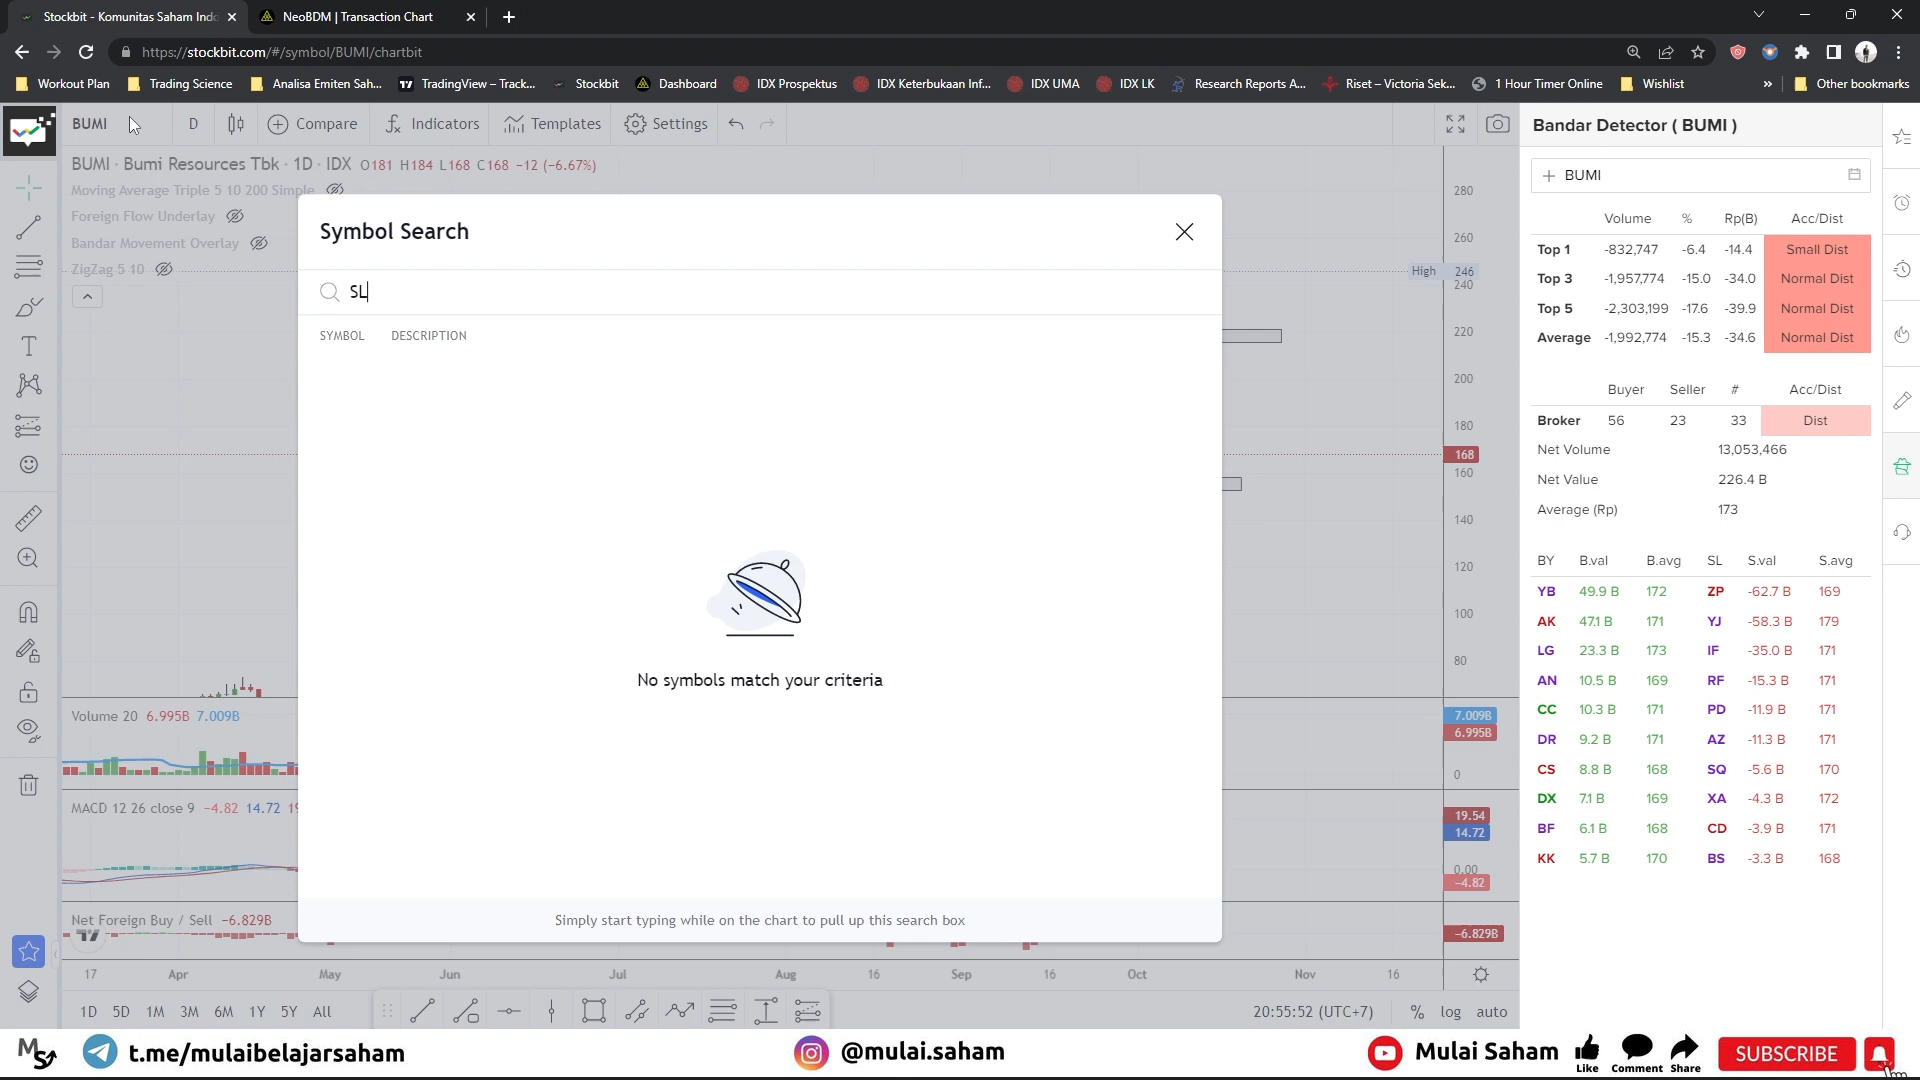 Stockbit - Komunitas Saham Ind
NeoBDM | Transaction Chart
https://stockbit.com/#/symbol/BUMI/chartbit
Workout Plan
Trading Science
Analisa Emiten Sah...
TradingView – Track...
Stockbit
Dashboard
IDX Prospektus
IDX Keterbukaan Inf...
IDX UMA
IDX LK
Research Reports A...
Riset – Victoria Sek...
1 Hour Timer Online
Wishlist
»
Other bookmarks
BUMI
D
Compare
Indicators
Templates
Settings
BUMI · Bumi Resources Tbk · 1D · IDX O181 H184 L168 C168 −12 (−6.67%)
Moving Average Triple 5 10 200 Simple
Foreign Flow Underlay
Bandar Movement Overlay
ZigZag 5 10
Symbol Search
SL
SYMBOL DESCRIPTION
No symbols match your criteria
Simply start typing while on the chart to pull up this search box
280
260
High 246
240
220
200
180
168
160
140
120
100
80
Volume 20 6.995B 7.009B
7.009B
6.995B
0
MACD 12 26 close 9 −4.82 14.72 19
19.54
14.72
0.00
−4.82
Net Foreign Buy / Sell −6.829B
−6.829B
17 Apr May Jun Jul Aug 16 Sep 16 Oct Nov 16
1D 5D 1M 3M 6M 1Y 5Y All
20:55:52 (UTC+7) % log auto
Bandar Detector ( BUMI )
+ BUMI
Volume % Rp(B) Acc/Dist
Top 1 -832,747 -6.4 -14.4 Small Dist
Top 3 -1,957,774 -15.0 -34.0 Normal Dist
Top 5 -2,303,199 -17.6 -39.9 Normal Dist
Average -1,992,774 -15.3 -34.6 Normal Dist
Buyer Seller # Acc/Dist
Broker 56 23 33 Dist
Net Volume 13,053,466
Net Value 226.4 B
Average (Rp) 173
BY B.val B.avg SL S.val S.avg
YB 49.9 B 172 ZP -62.7 B 169
AK 47.1 B 171 YJ -58.3 B 179
LG 23.3 B 173 IF -35.0 B 171
AN 10.5 B 169 RF -15.3 B 171
CC 10.3 B 171 PD -11.9 B 171
DR 9.2 B 171 AZ -11.3 B 171
CS 8.8 B 168 SQ -5.6 B 170
DX 7.1 B 169 XA -4.3 B 172
BF 6.1 B 168 CD -3.9 B 171
KK 5.7 B 170 BS -3.3 B 168
t.me/mulaibelajarsaham
@mulai.saham
Mulai Saham
Like
Comment
Share
SUBSCRIBE